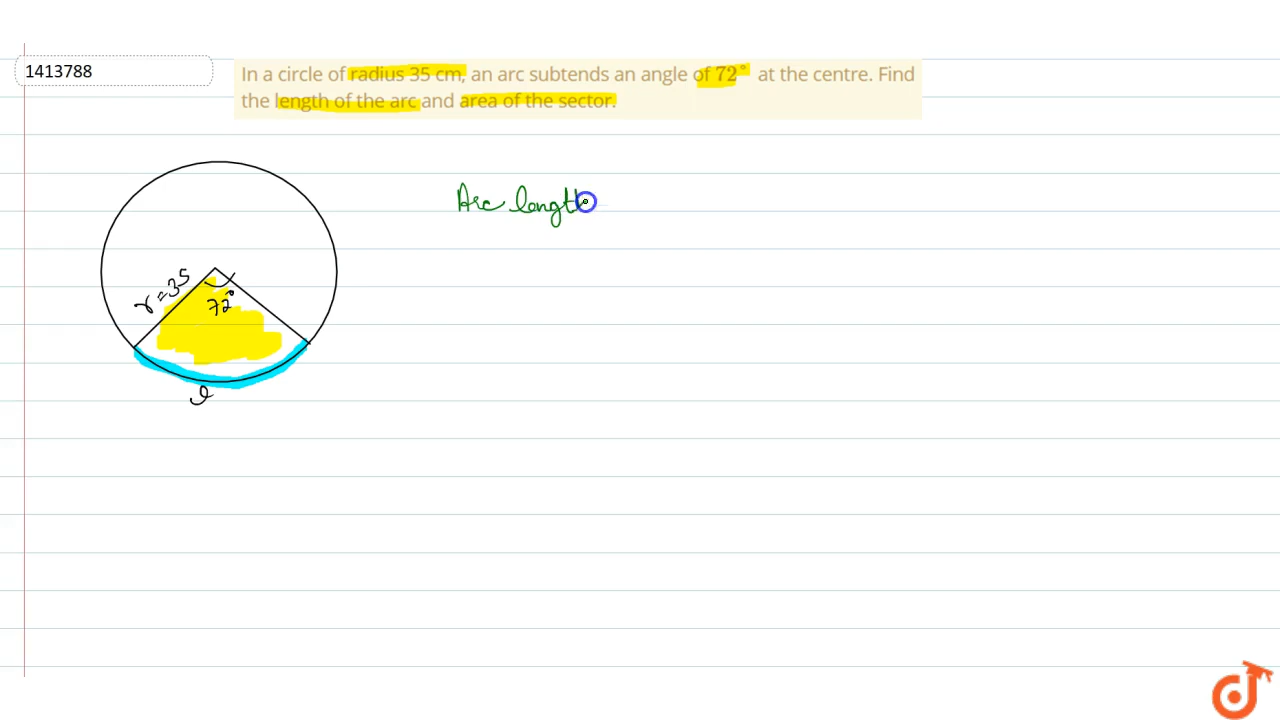 1413788
In a circle of radius 35 cm, an arc subtends an angle of 72° at the centre. Find
the length of the arc and area of the sector.
Arc length
r=35
72°
l